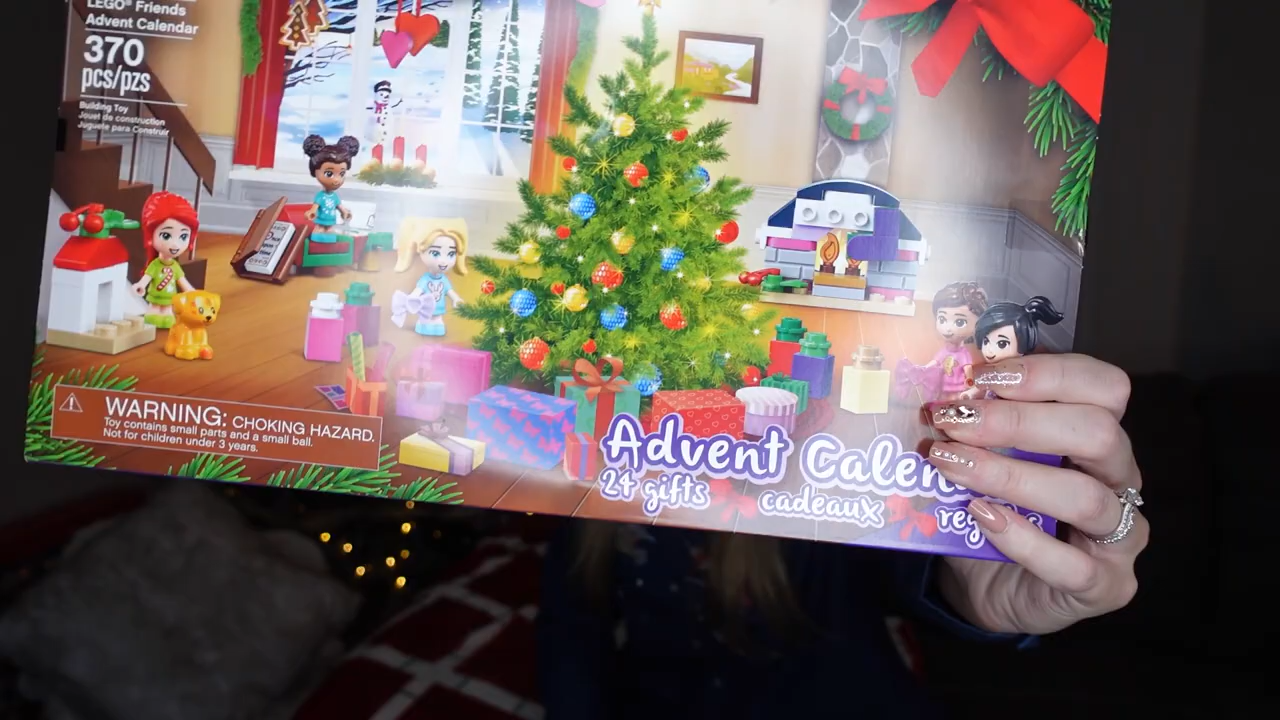 LEGO® Friends
Advent Calendar
370
pcs/pzs
Building Toy
Jouet de construction
Juguete para Construir
WARNING: CHOKING HAZARD.
Toy contains small parts and a small ball.
Not for children under 3 years.
Advent Calen
24 gifts cadeaux reg